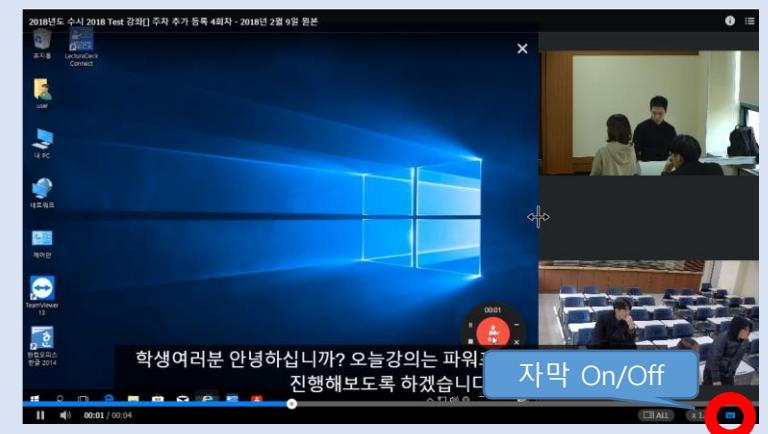 2018년도 수시 2018 Test 강좌[] 주차 추가 등록 4회차 - 2018년 2월 9일 원본
휴지통
LectureDeck
Connect
user
내 PC
네트워크
제어판
TeamViewer
13
한컴오피스
한글 2014
00:01
학생여러분 안녕하십니까? 오늘강의는 파워
진행해보도록 하겠습니다
자막 On/Off
00:01 / 00:04
ALL
x 1.